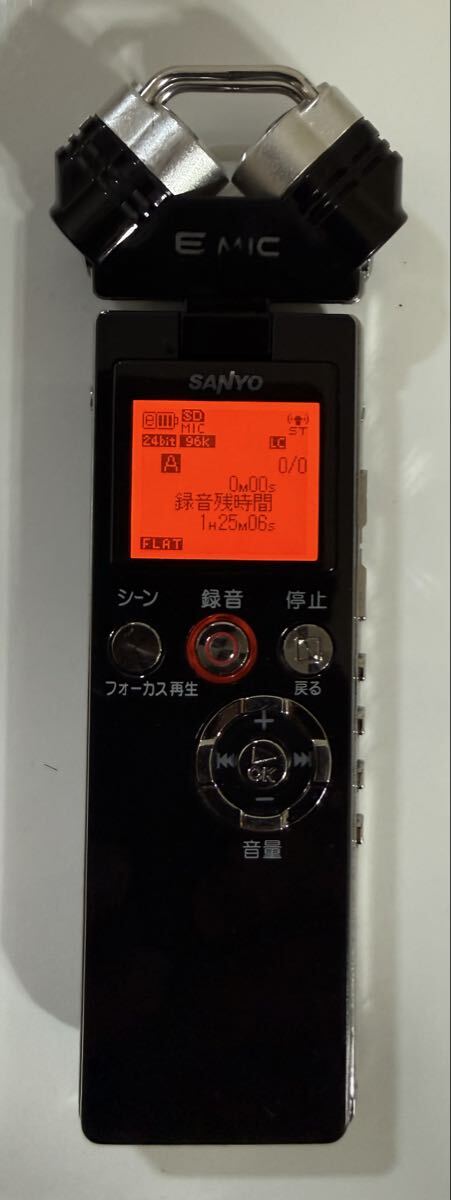 E MIC
SANYO
e SD
MIC
ST
24bit 96k LC
A 0/0
0M00s
録音残時間
1H25M06s
FLAT
シーン 録音 停止
フォーカス再生 戻る
+
OK
−
音量